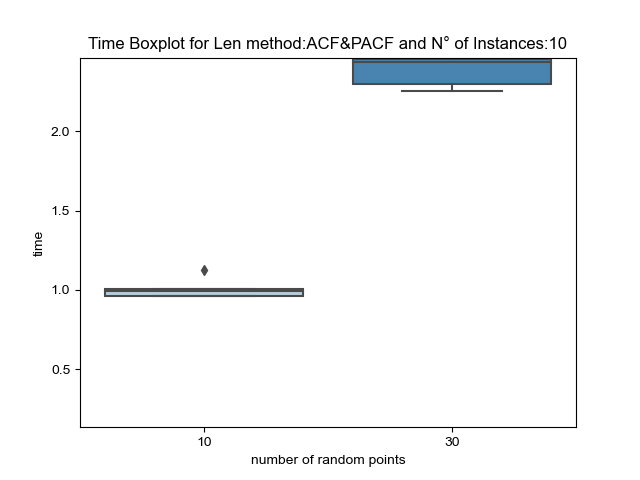 Time Boxplot for Len method:ACF&PACF and N° of Instances:10
2.0
1.5
time
1.0
0.5
10
30
number of random points